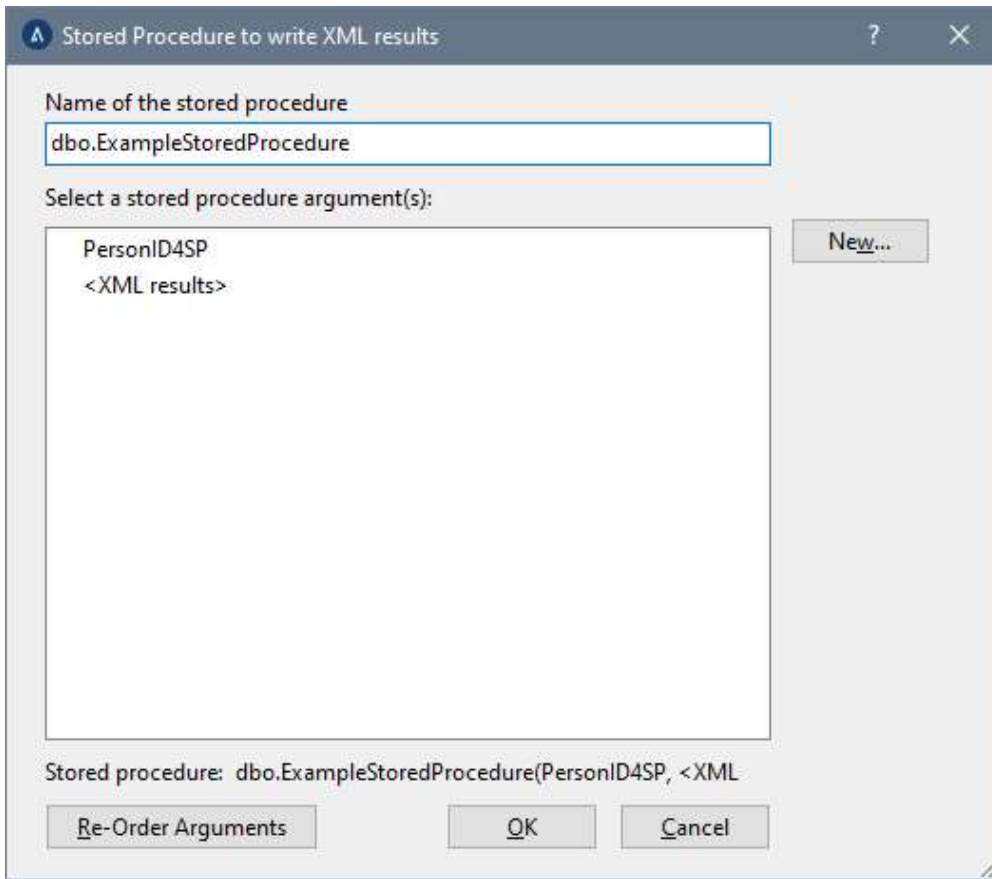 Stored Procedure to write XML results ?
Name of the stored procedure
dbo.ExampleStoredProcedure
Select a stored procedure argument(s):
New...
PersonID4SP
<XML results>
Stored procedure: dbo.ExampleStoredProcedure(PersonID4SP, <XML
Re-Order Arguments OK Cancel